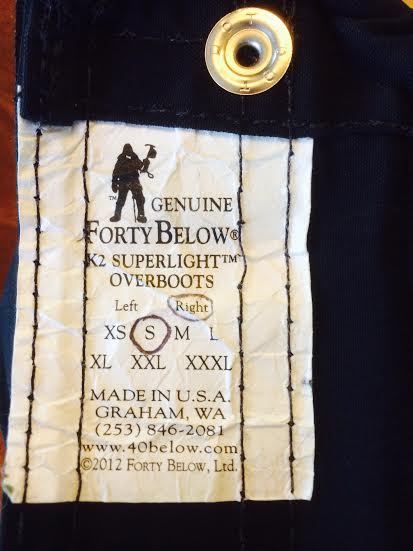 GENUINE
FORTY BELOW®
K2 SUPERLIGHT™
OVERBOOTS
Left Right
XS S M L
XL XXL XXXL
MADE IN U.S.A.
GRAHAM, WA
(253) 846-2081
www.40below.com
©2012 FORTY BELOW, Ltd.